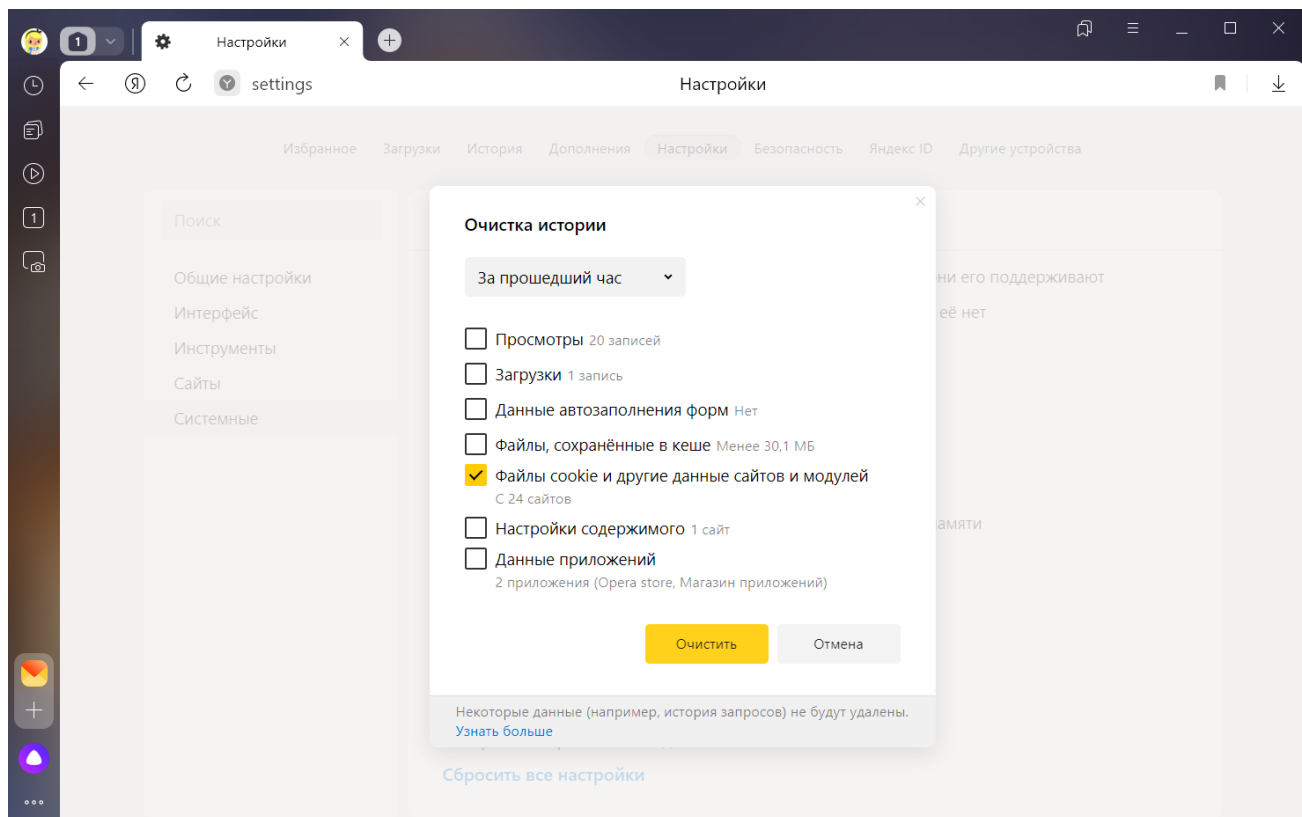 1
Настройки
Я
settings
Настройки
Избранное Загрузки История Дополнения Настройки Безопасность Яндекс ID Другие устройства
1
Очистка истории
Поиск
За прошедший час
Общие настройки
ни его поддерживают
Интерфейс
её нет
Просмотры 20 записей
Инструменты
Загрузки 1 запись
Сайты
Данные автозаполнения форм Нет
Системные
Файлы, сохранённые в кеше Менее 30,1 МБ
Файлы cookie и другие данные сайтов и модулей
С 24 сайтов
Настройки содержимого 1 сайт
амяти
Данные приложений
2 приложения (Opera store, Магазин приложений)
Очистить Отмена
Некоторые данные (например, история запросов) не будут удалены.
Узнать больше
Сбросить все настройки